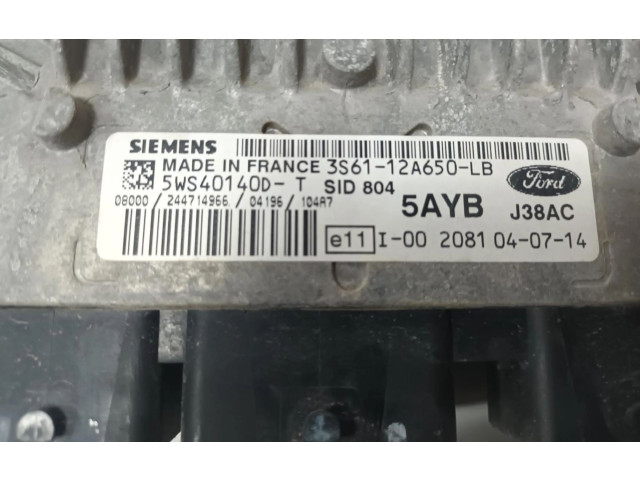 SIEMENS
MADE IN FRANCE 3S61-12A650-LB
5WS40140D-T SID 804
08000 / 244714966 / 04196 / 104A7
5AYB J38AC
Ford
e11 I-00 2081 04-07-14